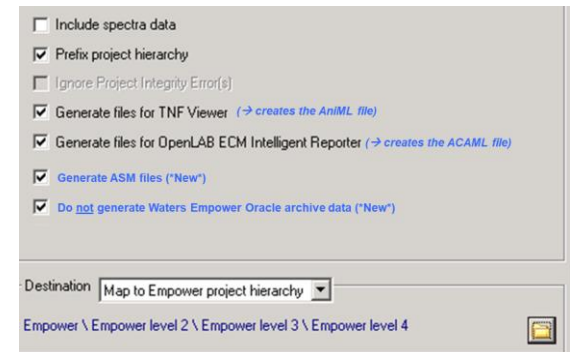 Include spectra data
Prefix project hierarchy
Ignore Project Integrity Error(s)
Generate files for TNF Viewer (→ creates the AniML file)
Generate files for OpenLAB ECM Intelligent Reporter (→ creates the ACAML file)
Generate ASM files (*New*)
Do not generate Waters Empower Oracle archive data (*New*)
Destination Map to Empower project hierarchy
Empower \ Empower level 2 \ Empower level 3 \ Empower level 4